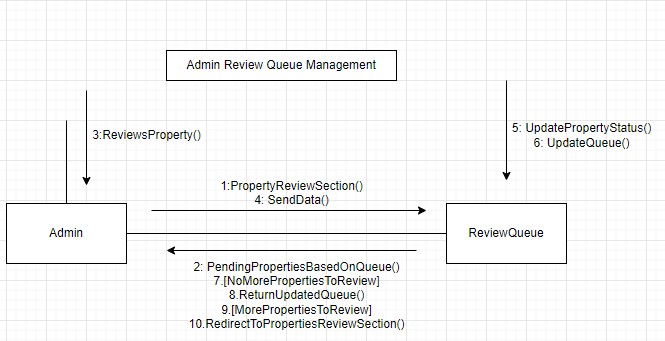 Admin Review Queue Management
3:ReviewsProperty()
5: UpdatePropertyStatus()
6: UpdateQueue()
1:PropertyReviewSection()
4: SendData()
Admin
ReviewQueue
2: PendingPropertiesBasedOnQueue()
7.[NoMorePropertiesToReview]
8.ReturnUpdatedQueue()
9.[MorePropertiesToReview]
10.RedirectToPropertiesReviewSection()